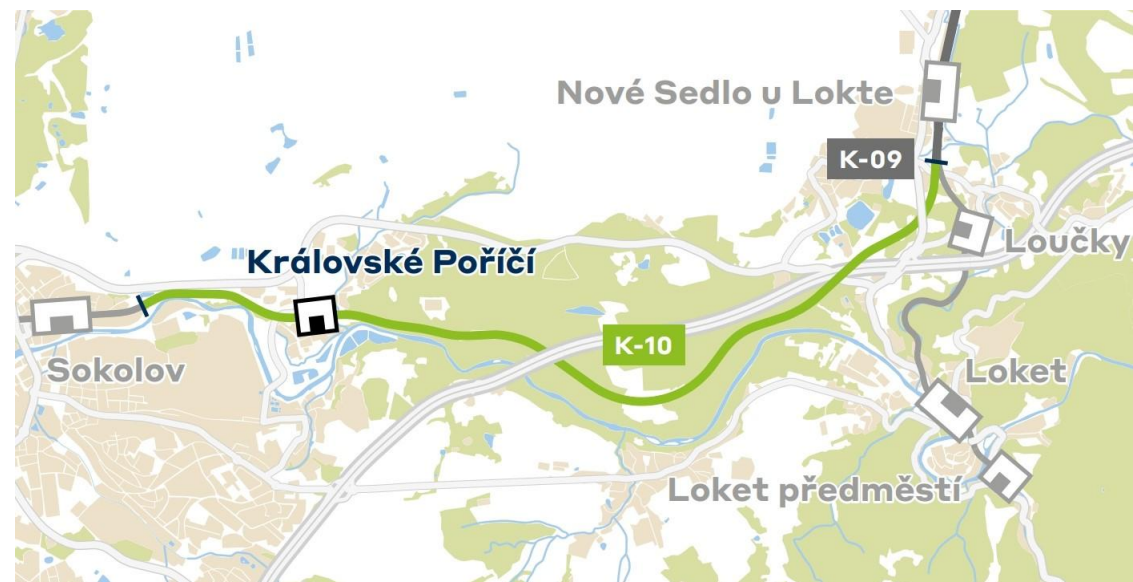 Nové Sedlo u Lokte
K-09
Loučky
Královské Poříčí
K-10
Sokolov
Loket
Loket předměstí